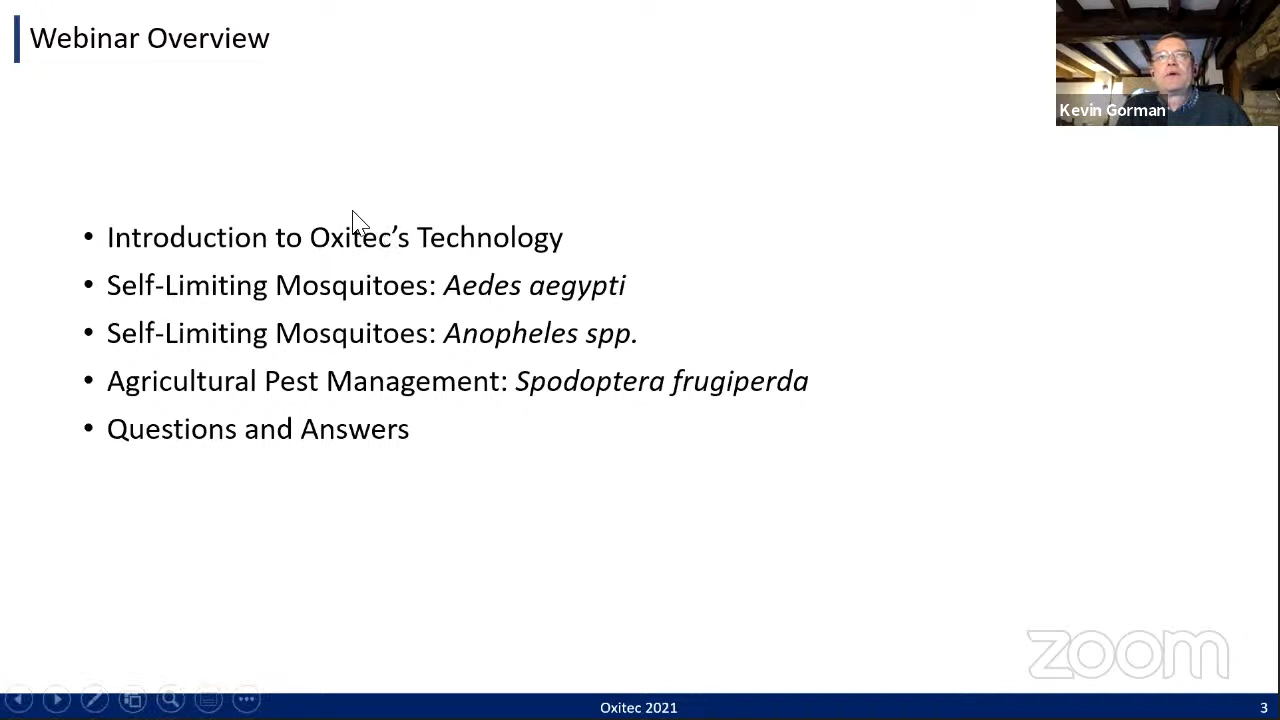 Webinar Overview
Kevin Gorman
• Introduction to Oxitec’s Technology
• Self-Limiting Mosquitoes: Aedes aegypti
• Self-Limiting Mosquitoes: Anopheles spp.
• Agricultural Pest Management: Spodoptera frugiperda
• Questions and Answers
zoom
Oxitec 2021
3